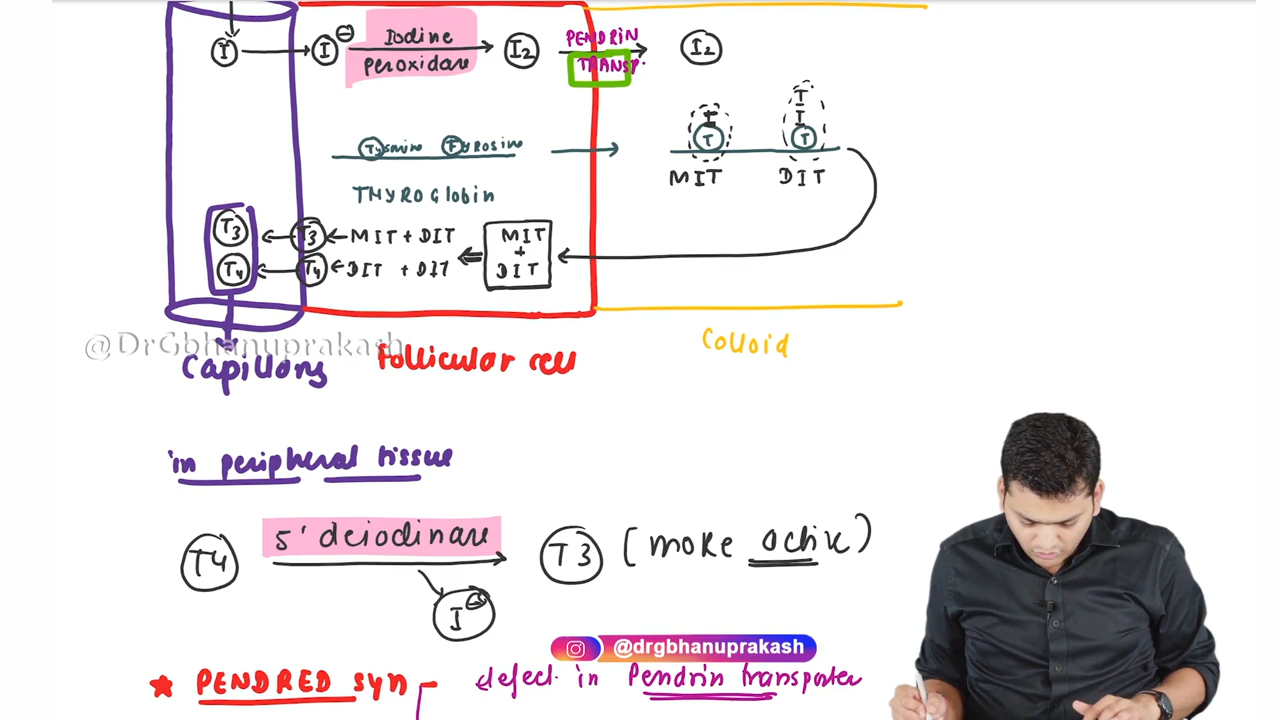 I I⊖ Iodine Peroxidase I2 PENDRIN TRANSP. I2
Tyrosine Tyrosine
THYROGlobin
I T I I T
MIT DIT
T3 T3 MIT + DIT MIT + DIT
T4 T4 DIT + DIT
@DrGbhanuprakash
Capillary Follicular cell Colloid
in peripheral tissue
T4 5' deiodinase T3 (more active)
I⊖
@drgbhanuprakash
★ PENDRED syn - defect in Pendrin transporter